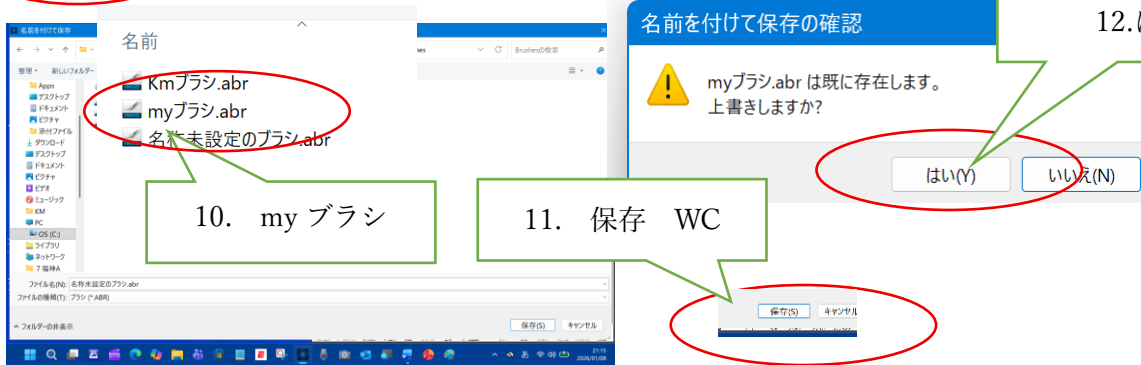 名前を付けて保存
Brushesの検索
整理
新しいフォルダー
名前
Kmブラシ.abr
myブラシ.abr
名称未設定のブラシ.abr
Apps
デスクトップ
ドキュメント
ピクチャ
添付ファイル
ダウンロード
デスクトップ
ドキュメント
ピクチャ
ビデオ
ミュージック
KM
PC
OS (C:)
ライブラリ
ネットワーク
7 福神A
ファイル名(N): 名称未設定のブラシ.abr
ファイルの種類(T): ブラシ (*.ABR)
フォルダーの非表示
保存(S) キャンセル
21:15
2026/01/08
10. my ブラシ
11. 保存 WC
保存(S)
名前を付けて保存の確認
myブラシ.abr は既に存在します。
上書きしますか?
はい(Y) いいえ(N)
12.